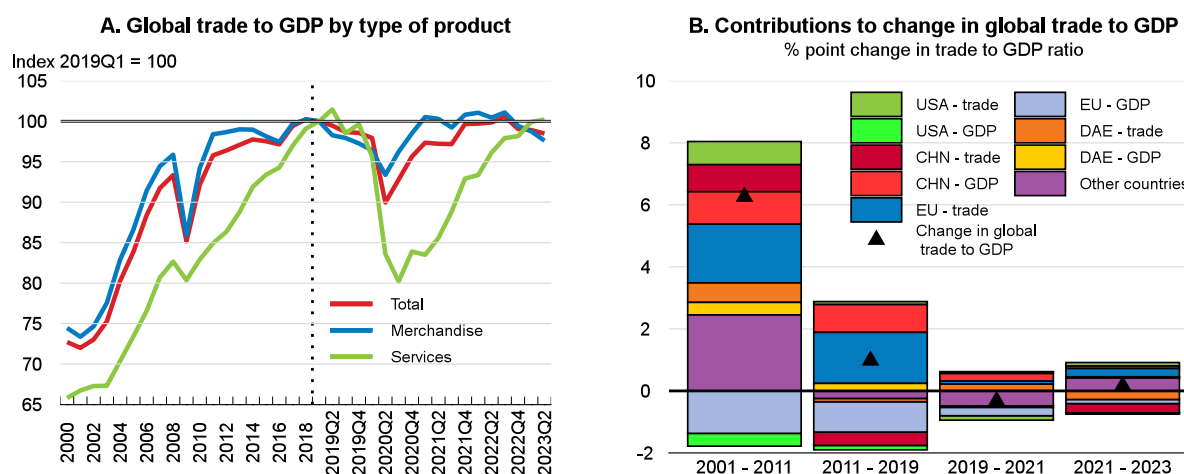 A. Global trade to GDP by type of product
Index 2019Q1 = 100
105
100
95
90
85
80
75
70
65
Total
Merchandise
Services
2000
2002
2004
2006
2008
2010
2012
2014
2016
2018
2019Q2
2019Q4
2020Q2
2020Q4
2021Q2
2021Q4
2022Q2
2022Q4
2023Q2
B. Contributions to change in global trade to GDP
% point change in trade to GDP ratio
10
8
6
4
2
0
-2
USA - trade
USA - GDP
CHN - trade
CHN - GDP
EU - trade
Change in global
trade to GDP
EU - GDP
DAE - trade
DAE - GDP
Other countries
2001 - 2011
2011 - 2019
2019 - 2021
2021 - 2023